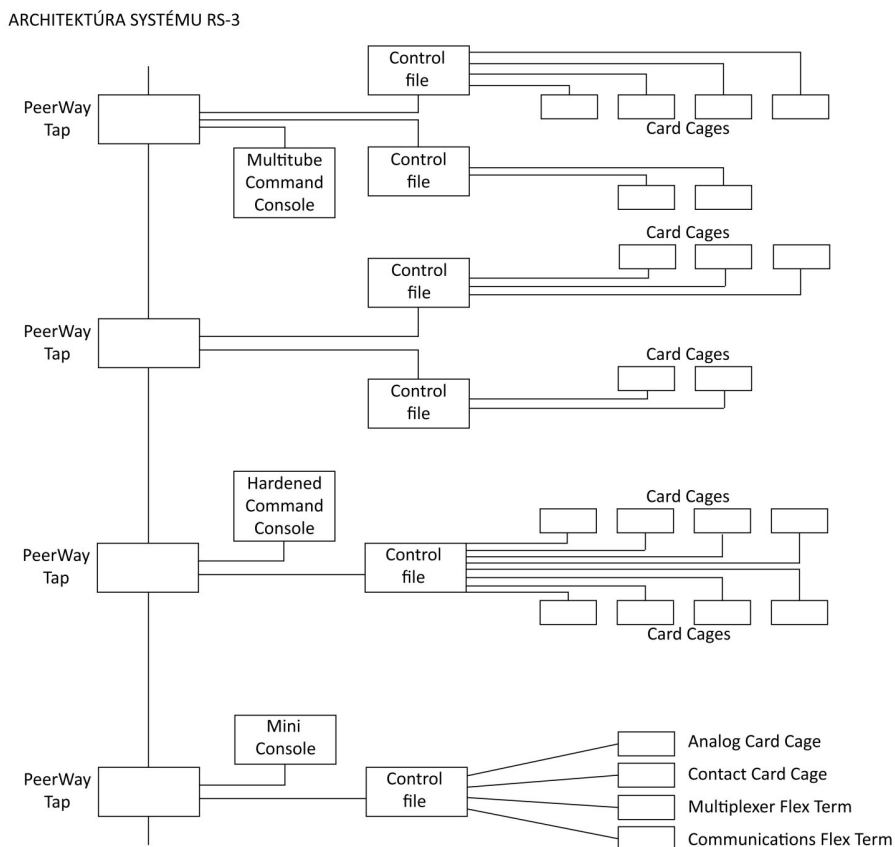 ARCHITEKTÚRA SYSTÉMU RS-3
Control
file
PeerWay
Tap
Card Cages
Multitube
Command
Console
Control
file
Card Cages
Control
file
PeerWay
Tap
Card Cages
Control
file
Hardened
Command
Console
Card Cages
PeerWay
Tap
Control
file
Card Cages
Mini
Console
Analog Card Cage
PeerWay
Tap
Control
file
Contact Card Cage
Multiplexer Flex Term
Communications Flex Term